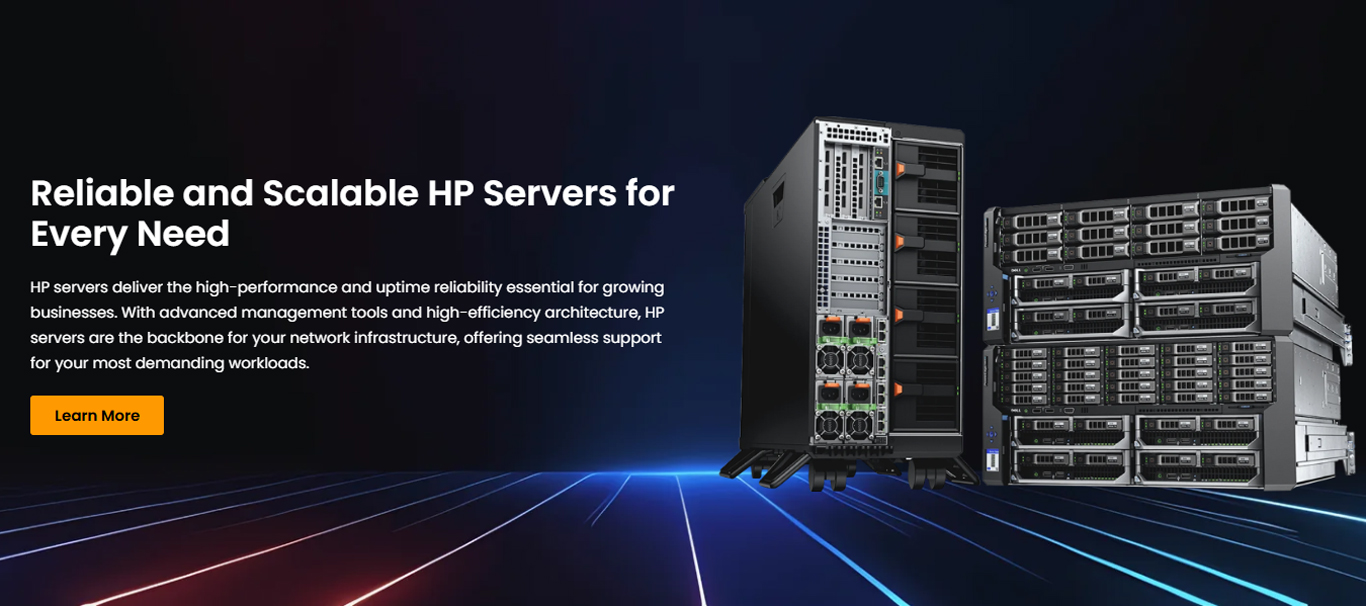 Reliable and Scalable HP Servers for
Every Need
HP servers deliver the high-performance and uptime reliability essential for growing
businesses. With advanced management tools and high-efficiency architecture, HP
servers are the backbone for your network infrastructure, offering seamless support
for your most demanding workloads.
Learn More